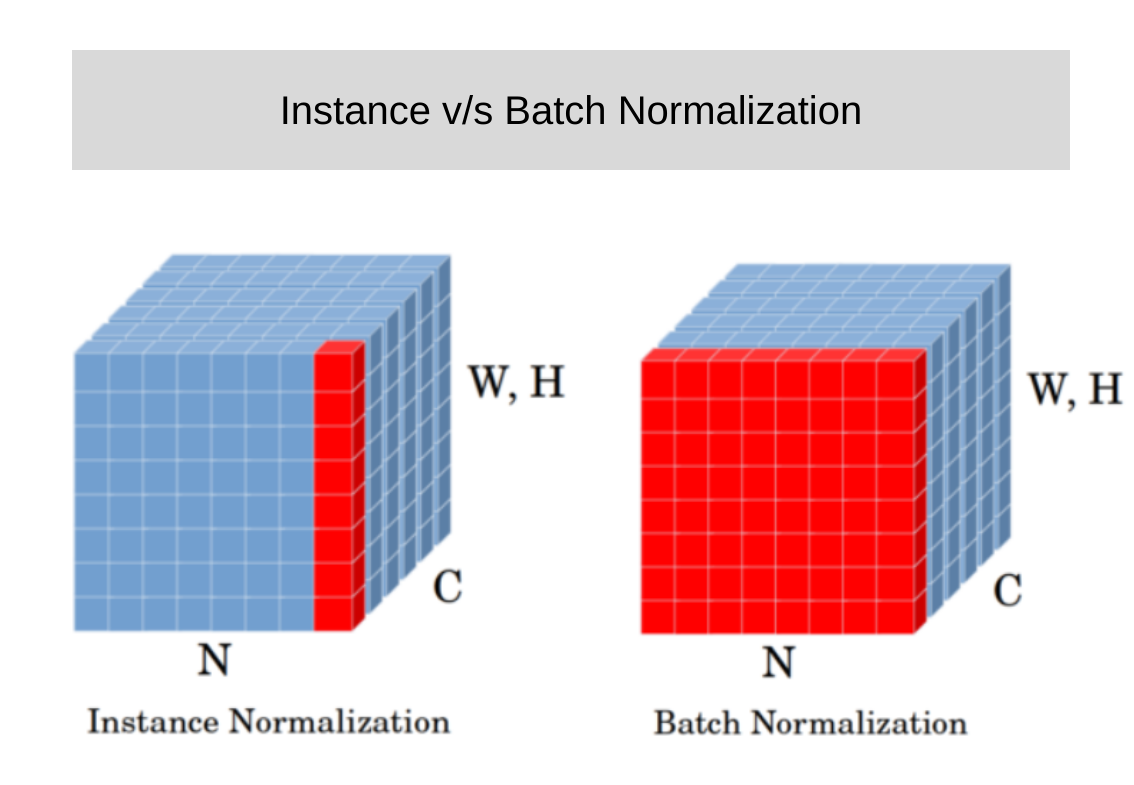 Instance v/s Batch Normalization
W, H
C
N
Instance Normalization
W, H
C
N
Batch Normalization